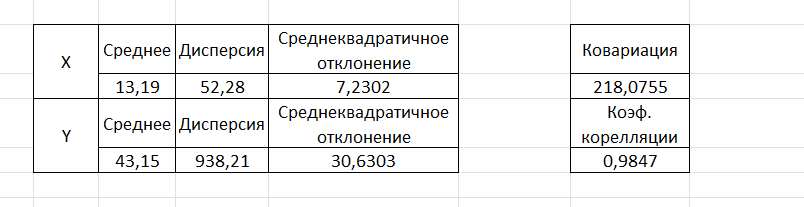 X
Среднее
Дисперсия
Среднеквадратичное
отклонение
13,19
52,28
7,2302
Ковариация
218,0755
Y
Среднее
Дисперсия
Среднеквадратичное
отклонение
43,15
938,21
30,6303
Коэф.
корелляции
0,9847